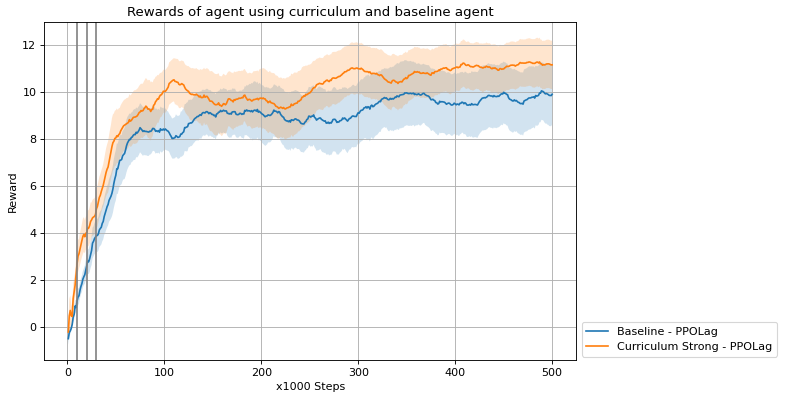 Rewards of agent using curriculum and baseline agent
12
10
8
6
4
2
0
Reward
0 100 200 300 400 500
x1000 Steps
Baseline - PPOLag
Curriculum Strong - PPOLag